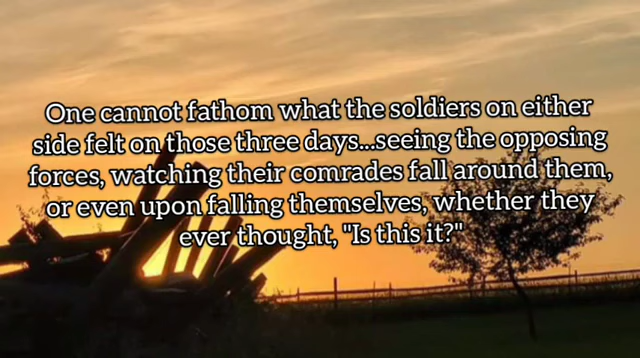 One cannot fathom what the soldiers on either
side felt on those three days...seeing the opposing
forces, watching their comrades fall around them,
or even upon falling themselves, whether they
ever thought, "Is this it?"